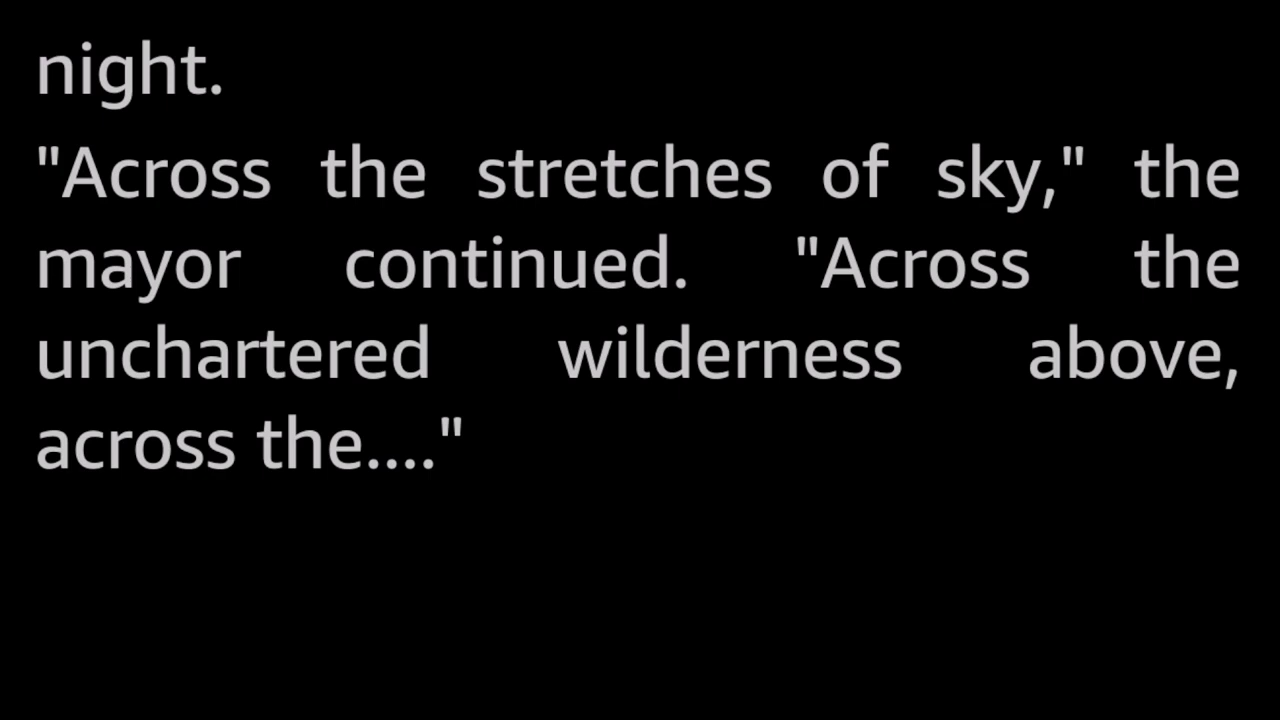 night.
"Across the stretches of sky," the
mayor continued. "Across the
unchartered wilderness above,
across the...."